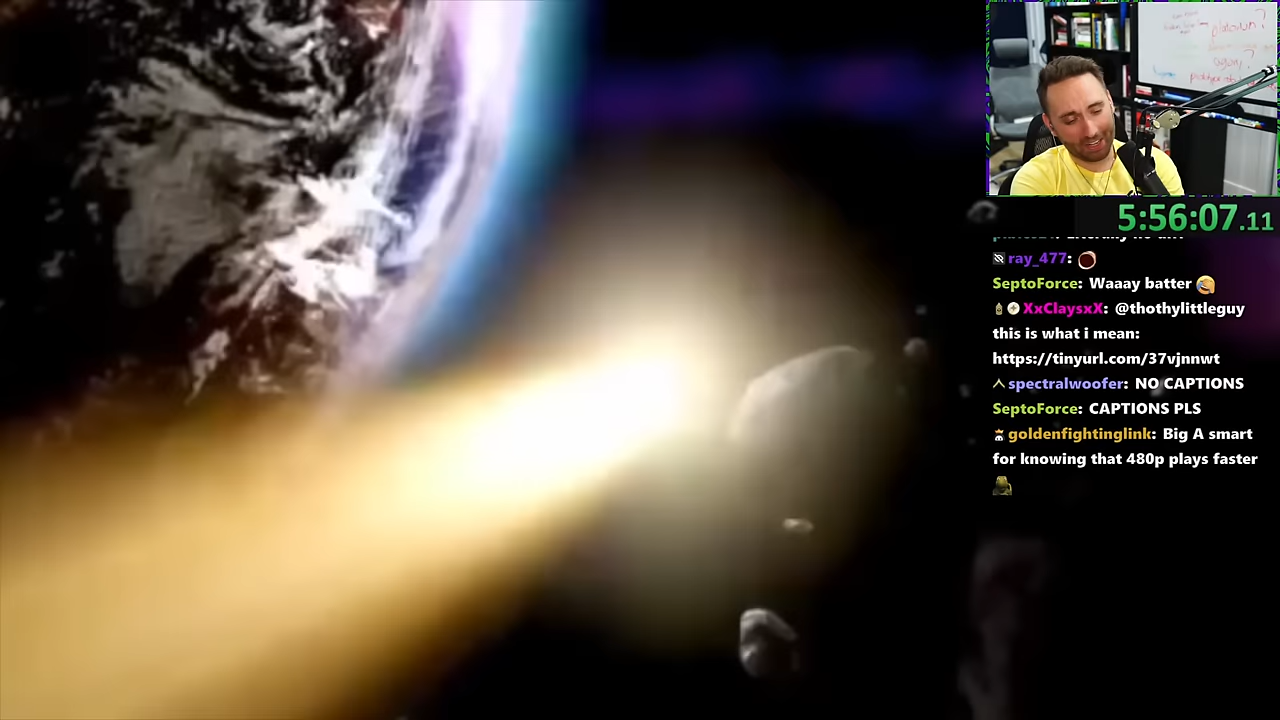 platown?
5:56:07.11
ray_477:
SeptoForce: Waaay batter
XxClaysxX: @thothylittleguy
this is what i mean:
https://tinyurl.com/37vjnnwt
spectralwoofer: NO CAPTIONS
SeptoForce: CAPTIONS PLS
goldenfightinglink: Big A smart
for knowing that 480p plays faster